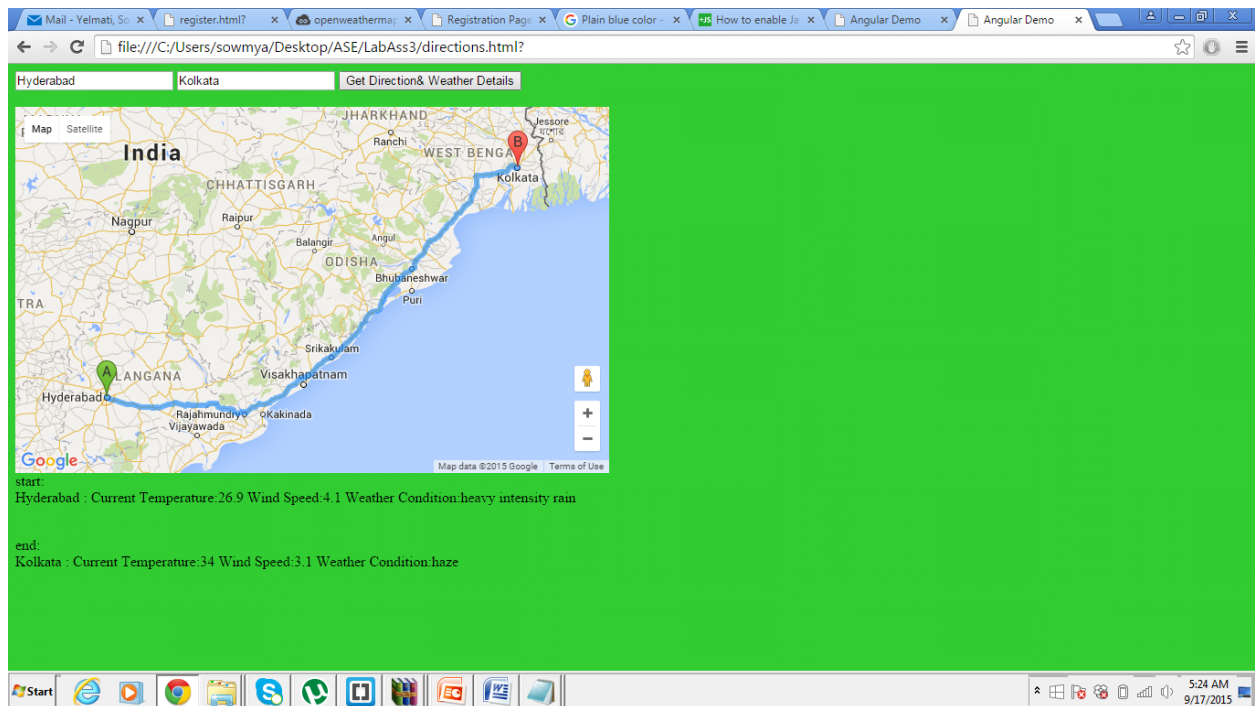 Mail - Yelmati, So
register.html?
openweathermap
Registration Page
Plain blue color -
How to enable Ja
Angular Demo
Angular Demo
file:///C:/Users/sowmya/Desktop/ASE/LabAss3/directions.html?
Hyderabad
Kolkata
Get Direction& Weather Details
Map
Satellite
JHARKHAND
Jessore
Ranchi
India
WEST BENGA
B
Kolkata
CHHATTISGARH
Nagpur
Raipur
Balangir
Angul
ODISHA
Bhubaneshwar
TRA
Puri
Srikakulam
A
LANGANA
Visakhapatnam
Hyderabad
Rajahmundry
Kakinada
Vijayawada
Google
Map data ©2015 Google
Terms of Use
start:
Hyderabad : Current Temperature:26.9 Wind Speed:4.1 Weather Condition:heavy intensity rain
end:
Kolkata : Current Temperature:34 Wind Speed:3.1 Weather Condition:haze
Start
5:24 AM
9/17/2015